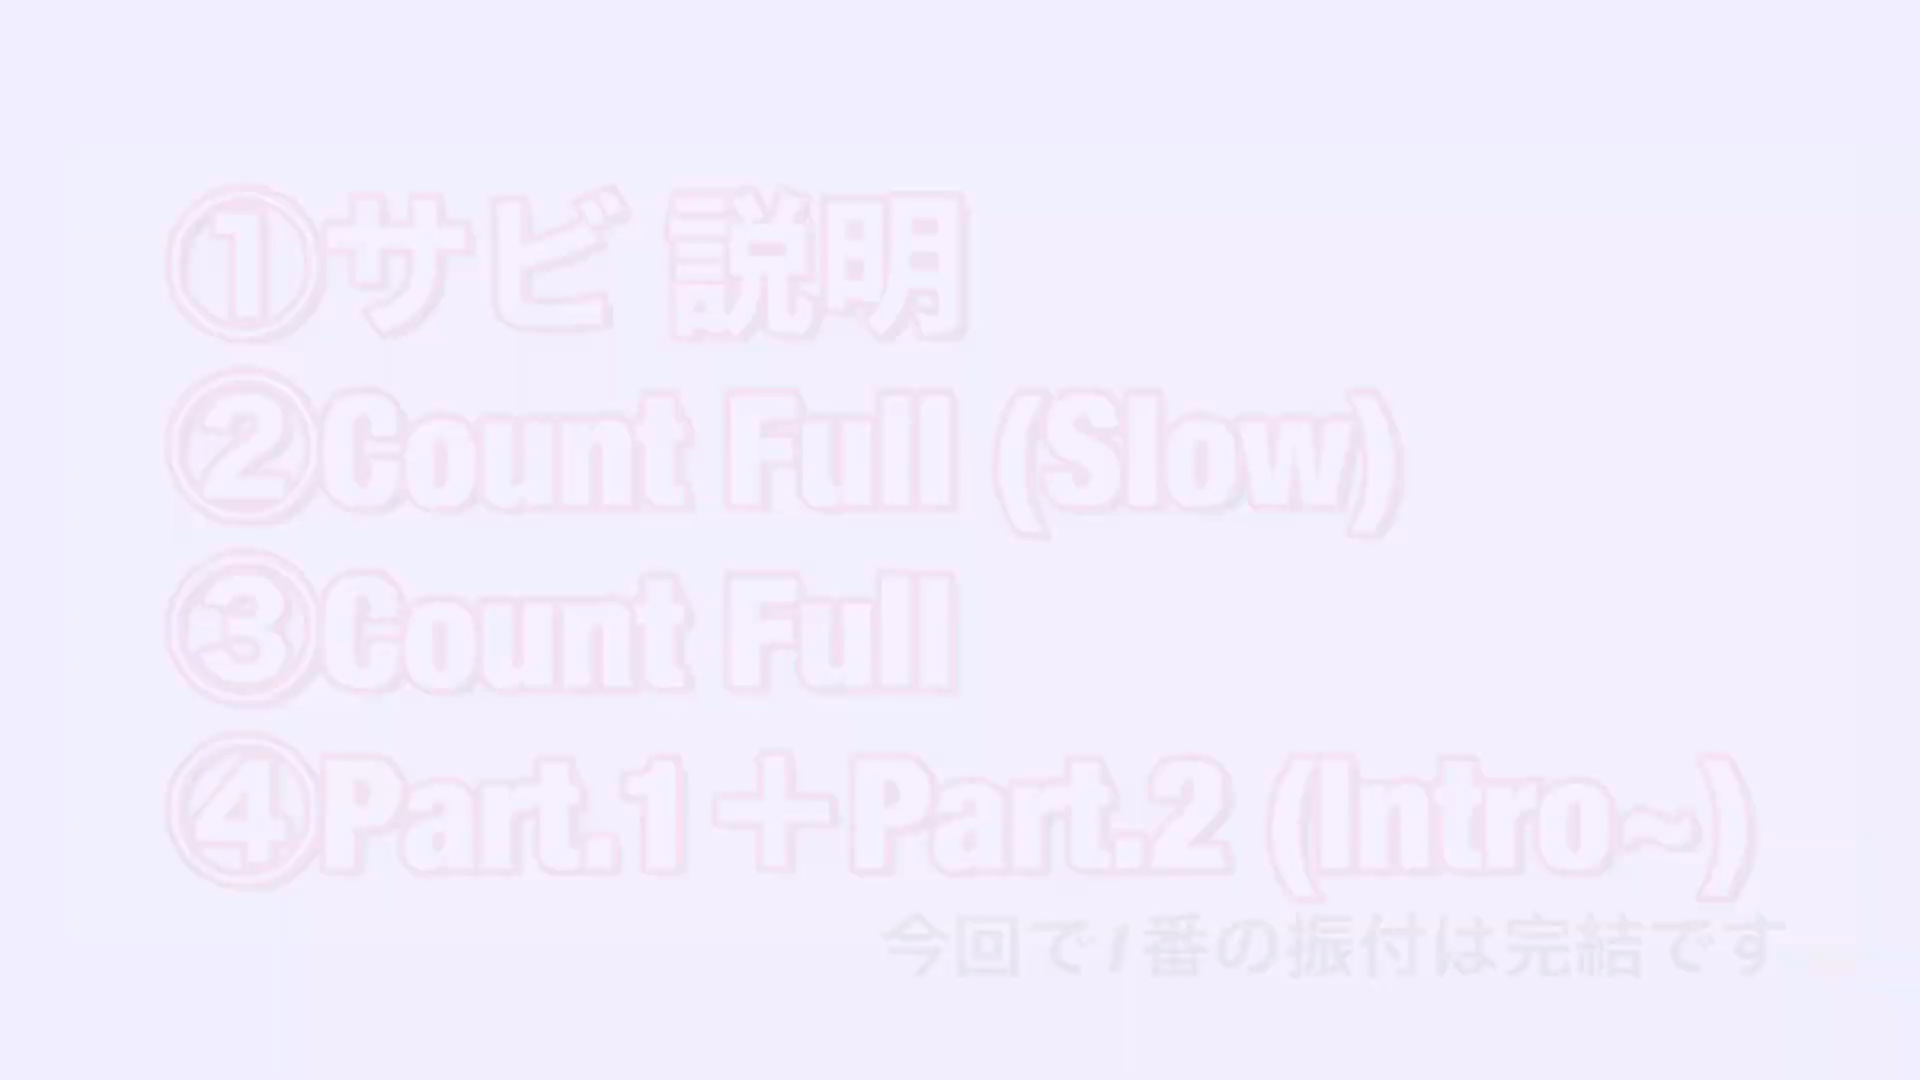 ①サビ 説明
②Count Full (Slow)
③Count Full
④Part.1＋Part.2 (Intro~)
今回で1番の振付は完結です